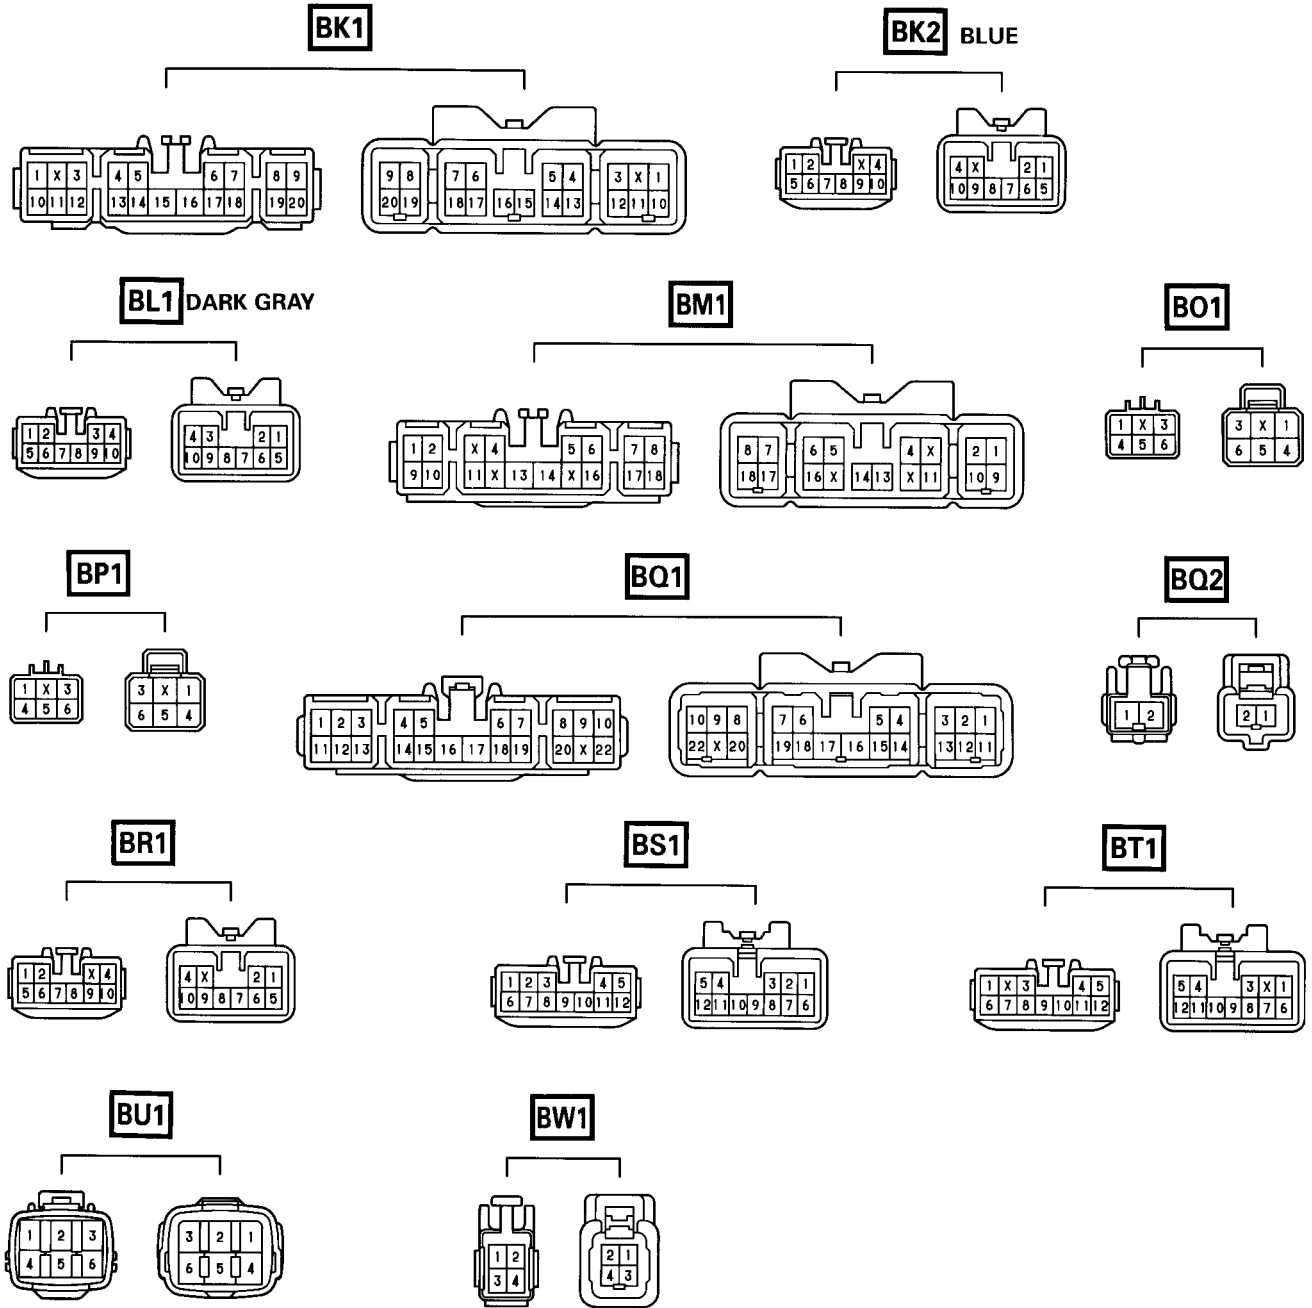 BK1
BK2 BLUE
1 X 3 4 5 6 7 8 9
10 11 12 13 14 15 16 17 18 19 20
9 8 7 6 5 4 3 X 1
20 19 18 17 16 15 14 13 12 11 10
1 2 X 4
5 6 7 8 9 10
4 X 2 1
10 9 8 7 6 5
BL1 DARK GRAY
BM1
BO1
1 2 3 4
5 6 7 8 9 10
4 3 2 1
10 9 8 7 6 5
1 2 X 4 5 6 7 8
9 10 11 X 13 14 X 16 17 18
8 7 6 5 4 X 2 1
18 17 16 X 14 13 X 11 10 9
1 X 3
4 5 6
3 X 1
6 5 4
BP1
BQ1
BQ2
1 X 3
4 5 6
3 X 1
6 5 4
1 2 3 4 5 6 7 8 9 10
11 12 13 14 15 16 17 18 19 20 X 22
10 9 8 7 6 5 4 3 2 1
22 X 20 19 18 17 16 15 14 13 12 11
1 2
2 1
BR1
BS1
BT1
1 2 X 4
5 6 7 8 9 10
4 X 2 1
10 9 8 7 6 5
1 2 3 4 5
6 7 8 9 10 11 12
5 4 3 2 1
12 11 10 9 8 7 6
1 X 3 4 5
6 7 8 9 10 11 12
5 4 3 X 1
12 11 10 9 8 7 6
BU1
BW1
1 2 3
4 5 6
3 2 1
6 5 4
1 2
3 4
2 1
4 3